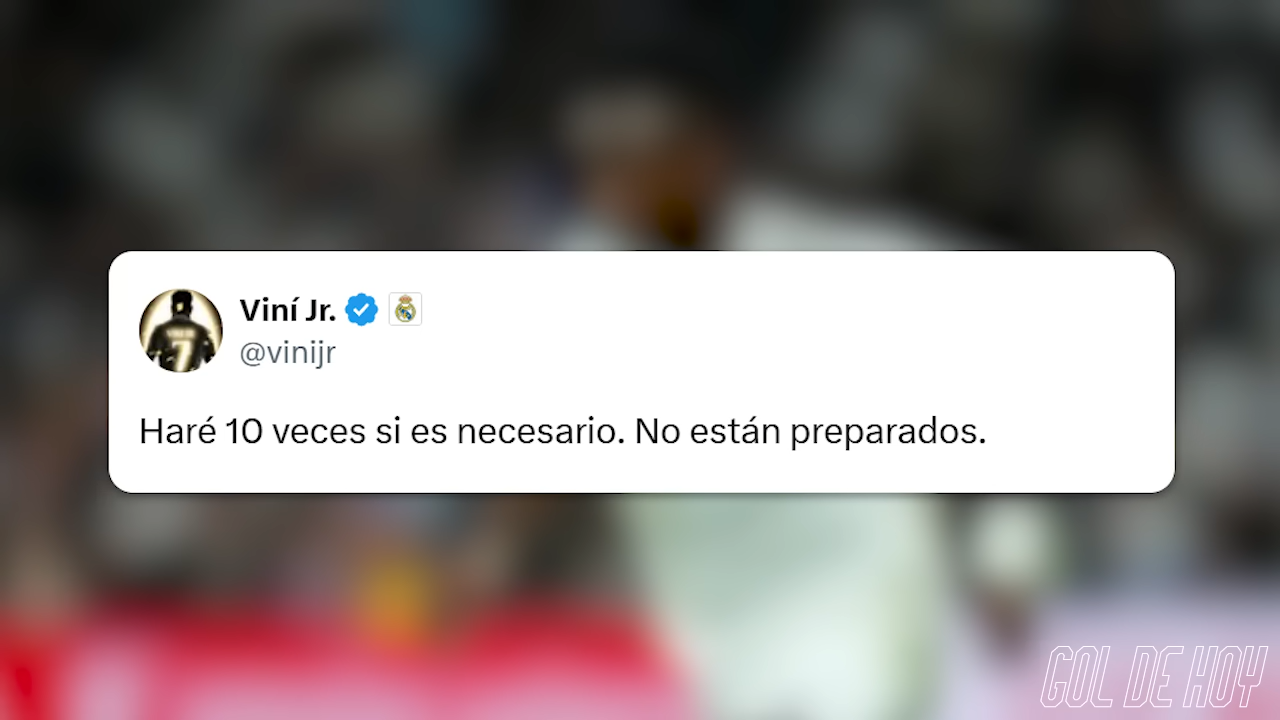 Viní Jr.
@vinijr
Haré 10 veces si es necesario. No están preparados.
GOL DE HOY